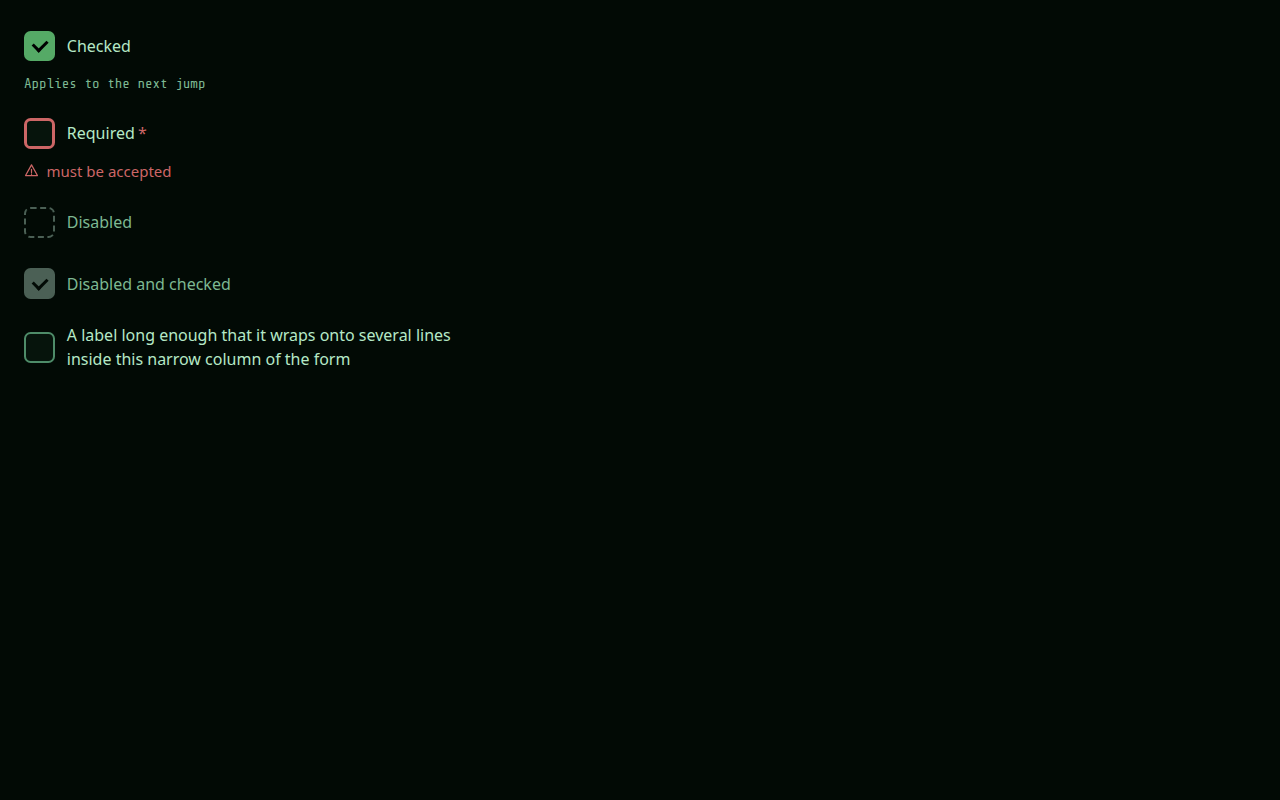 Checked
Applies to the next jump
Required *
must be accepted
Disabled
Disabled and checked
A label long enough that it wraps onto several lines
inside this narrow column of the form